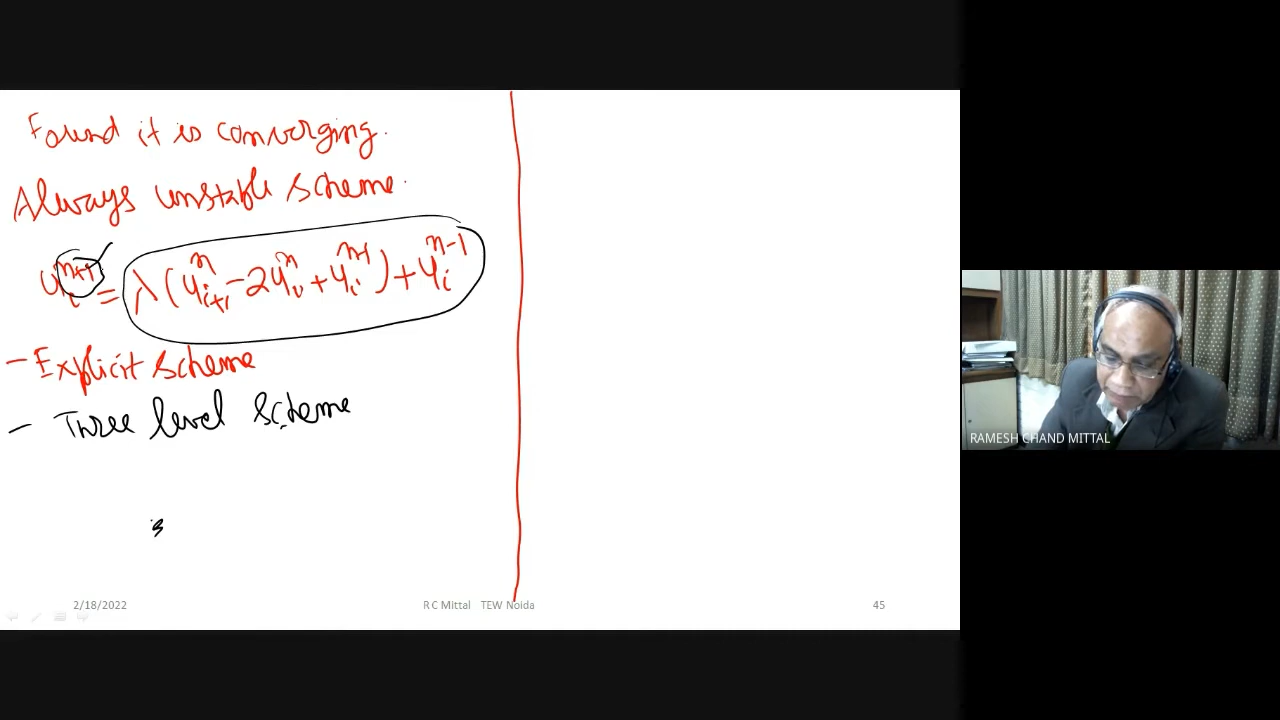 Found it is converging.
Always unstable scheme.
u_i^{n+1} = λ(u_{i+1}^n - 2u_i^n + u_i^{n-1}) + u_i^{n-1}
- Explicit scheme
- Three level scheme
2/18/2022 R C Mittal TEW Noida 45
RAMESH CHAND MITTAL